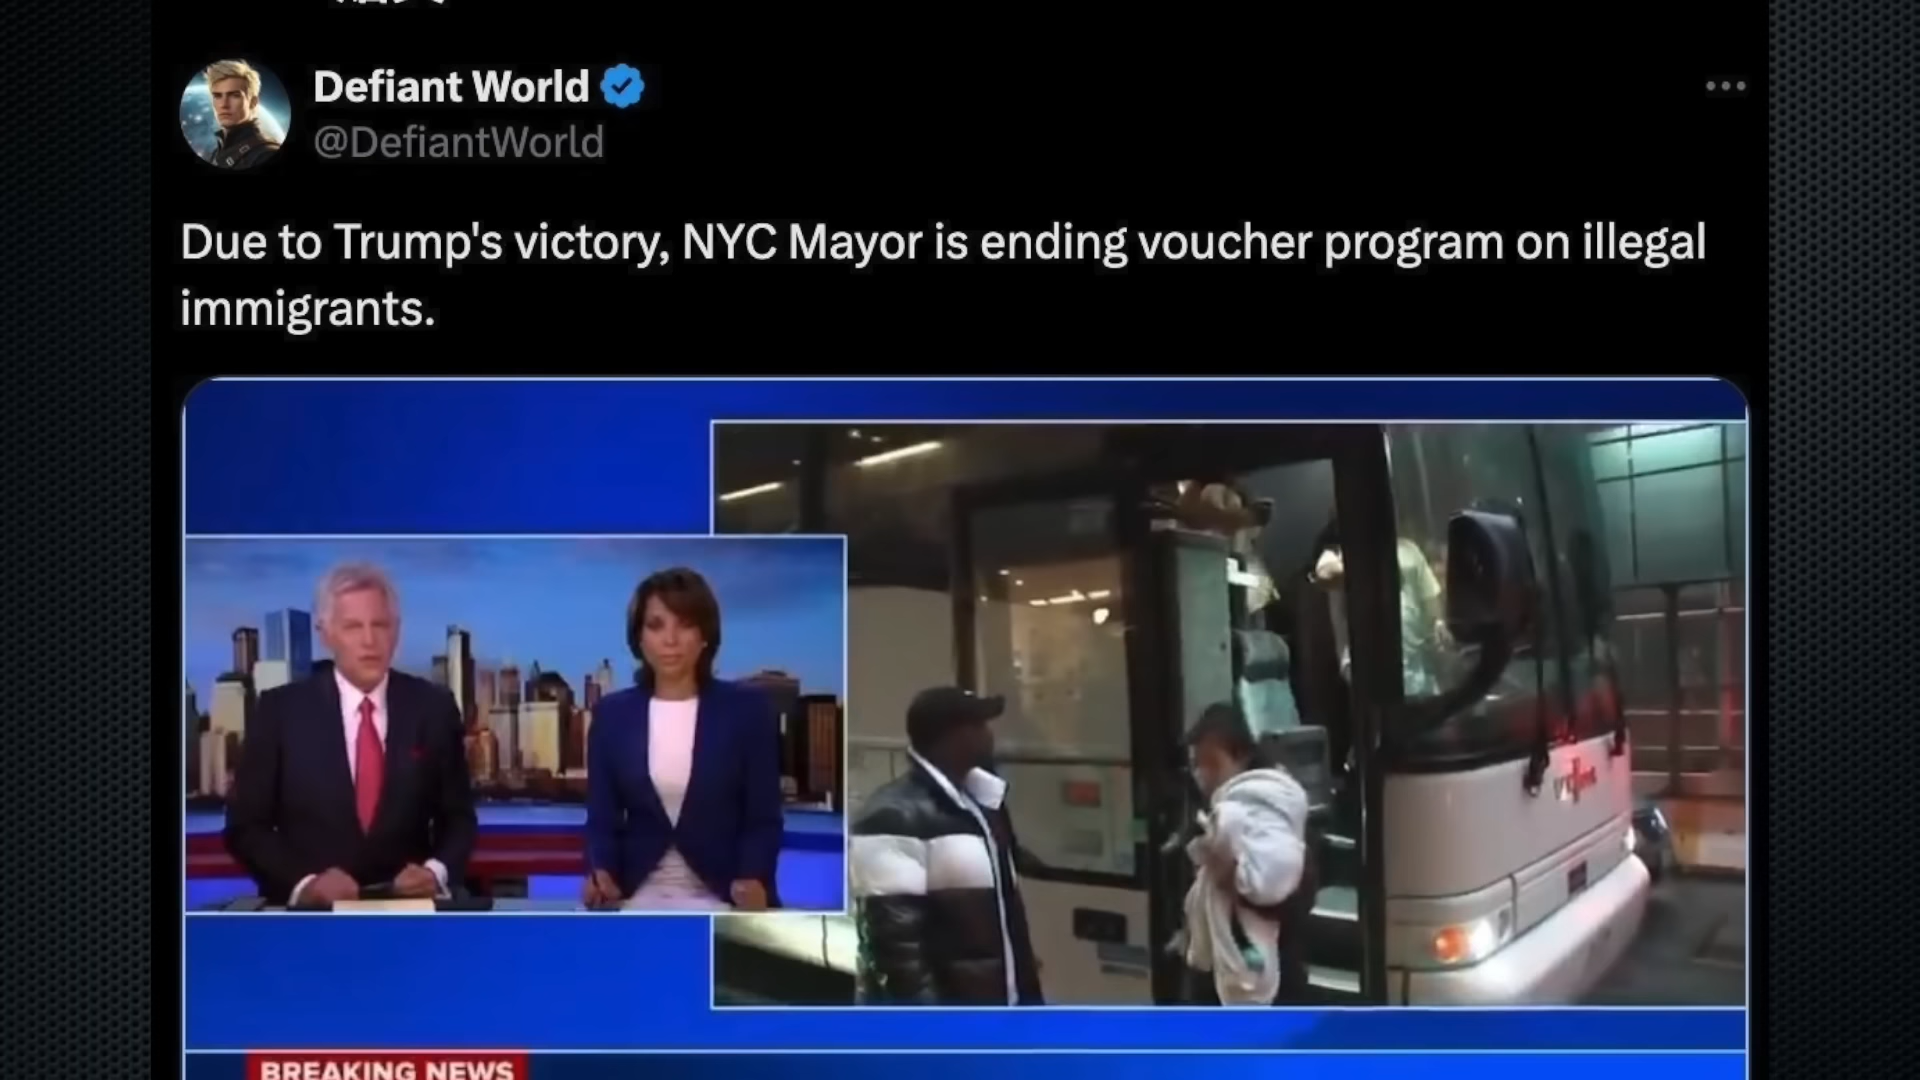 Defiant World
@DefiantWorld
Due to Trump's victory, NYC Mayor is ending voucher program on illegal
immigrants.
BREAKING NEWS